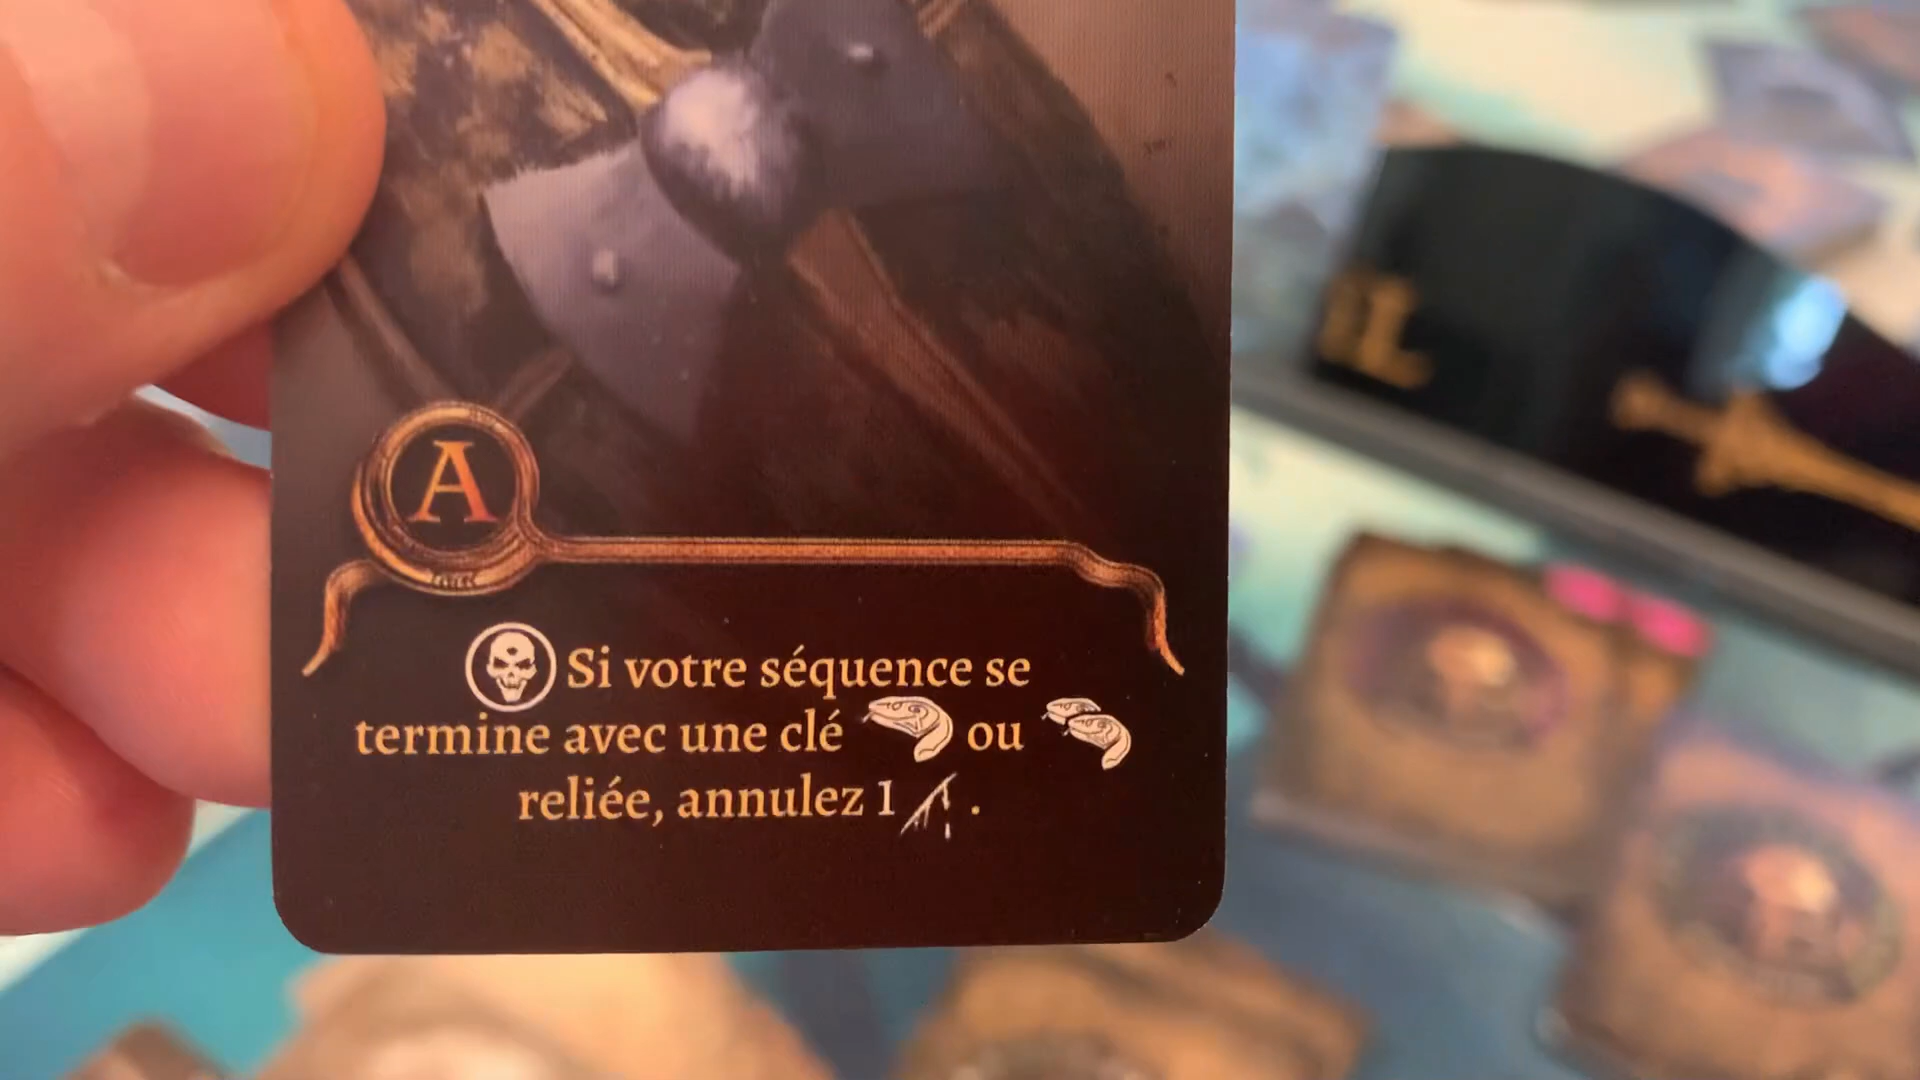 A
Si votre séquence se
termine avec une clé ou
reliée, annulez 1 .